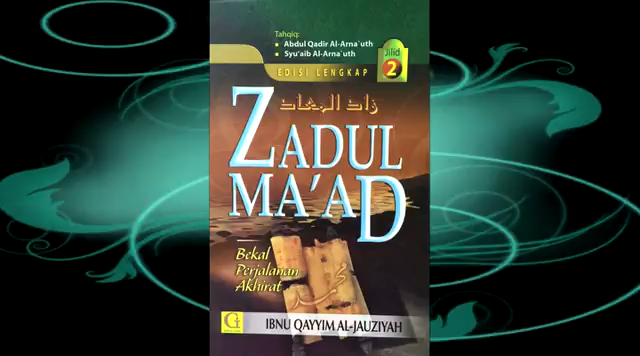 Tahqiq:
• Abdul Qadir Al-Arna`uth
• Syu'aib Al-Arna`uth
Jilid
2
EDISI LENGKAP
زاد المعاد
ZADUL
MA'AD
Bekal
Perjalanan
Akhirat
محمد
G
IBNU QAYYIM AL-JAUZIYAH